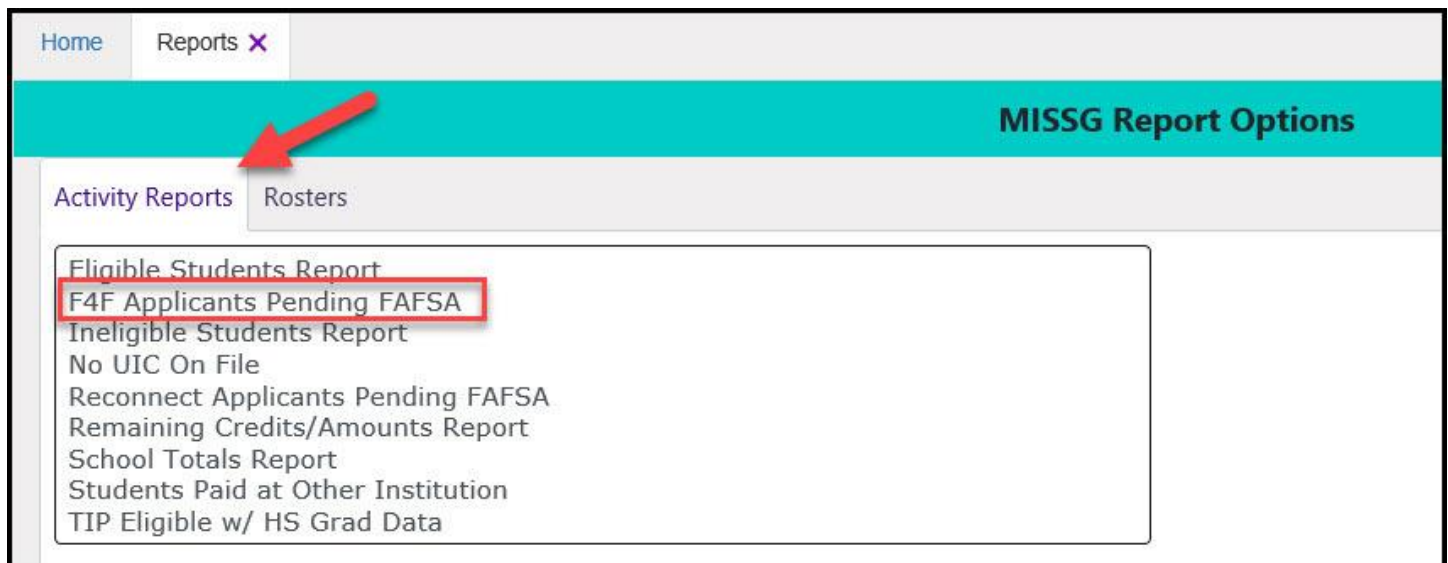 Home Reports X
MISSG Report Options
Activity Reports Rosters
Eligible Students Report
F4F Applicants Pending FAFSA
Ineligible Students Report
No UIC On File
Reconnect Applicants Pending FAFSA
Remaining Credits/Amounts Report
School Totals Report
Students Paid at Other Institution
TIP Eligible w/ HS Grad Data